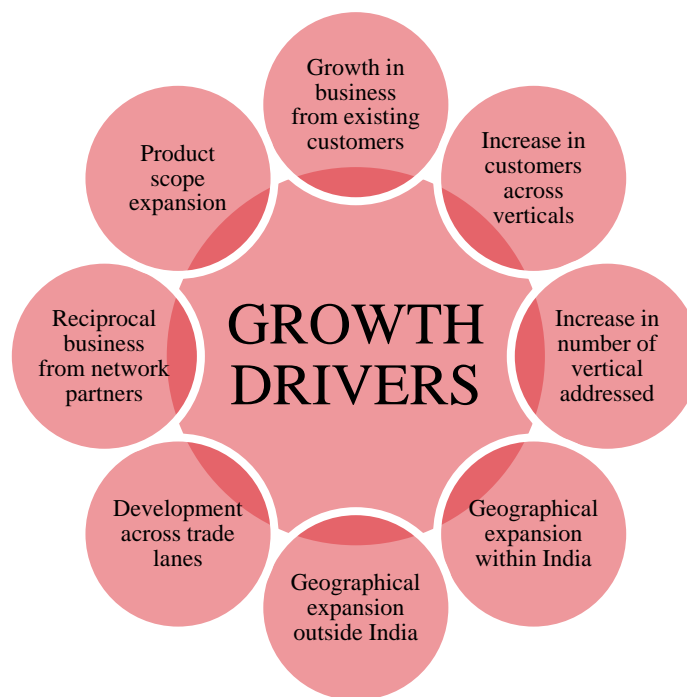 Growth in
business
from existing
customers
Increase in
customers
across
verticals
Increase in
number of
vertical
addressed
Geographical
expansion
within India
Geographical
expansion
outside India
Development
across trade
lanes
Reciprocal
business
from network
partners
Product
scope
expansion
GROWTH
DRIVERS